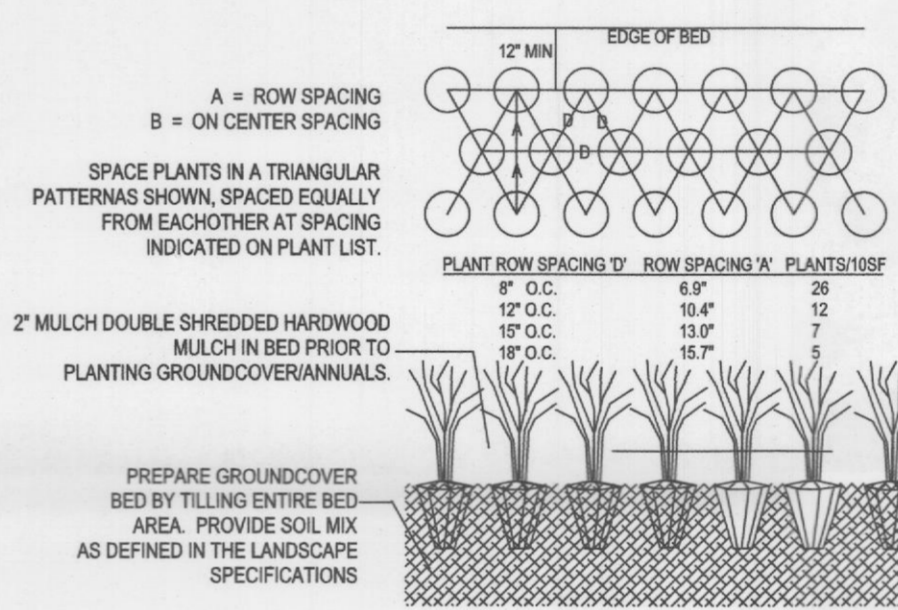 EDGE OF BED
12" MIN
A = ROW SPACING
B = ON CENTER SPACING
D D
A
D
A
SPACE PLANTS IN A TRIANGULAR
PATTERNAS SHOWN, SPACED EQUALLY
FROM EACHOTHER AT SPACING
INDICATED ON PLANT LIST.
PLANT ROW SPACING 'D' ROW SPACING 'A' PLANTS/10SF
8" O.C. 6.9" 26
12" O.C. 10.4" 12
15" O.C. 13.0" 7
18" O.C. 15.7" 5
2" MULCH DOUBLE SHREDDED HARDWOOD
MULCH IN BED PRIOR TO
PLANTING GROUNDCOVER/ANNUALS.
PREPARE GROUNDCOVER
BED BY TILLING ENTIRE BED
AREA. PROVIDE SOIL MIX
AS DEFINED IN THE LANDSCAPE
SPECIFICATIONS